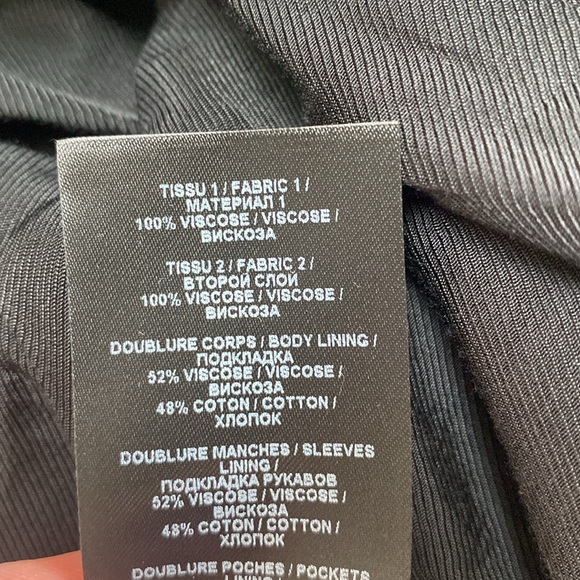 TISSU 1 / FABRIC 1 /
МАТЕРИАЛ 1
100% VISCOSE / VISCOSE /
ВИСКОЗА
TISSU 2 / FABRIC 2 /
ВТОРОЙ СЛОЙ
100% VISCOSE / VISCOSE /
ВИСКОЗА
DOUBLURE CORPS / BODY LINING /
ПОДКЛАДКА
52% VISCOSE / VISCOSE /
ВИСКОЗА
48% COTON / COTTON /
ХЛОПОК
DOUBLURE MANCHES / SLEEVES
LINING /
ПОДКЛАДКА РУКАВОВ
52% VISCOSE / VISCOSE /
ВИСКОЗА
48% COTON / COTTON /
ХЛОПОК
DOUBLURE POCHES / POCKETS
LINING /